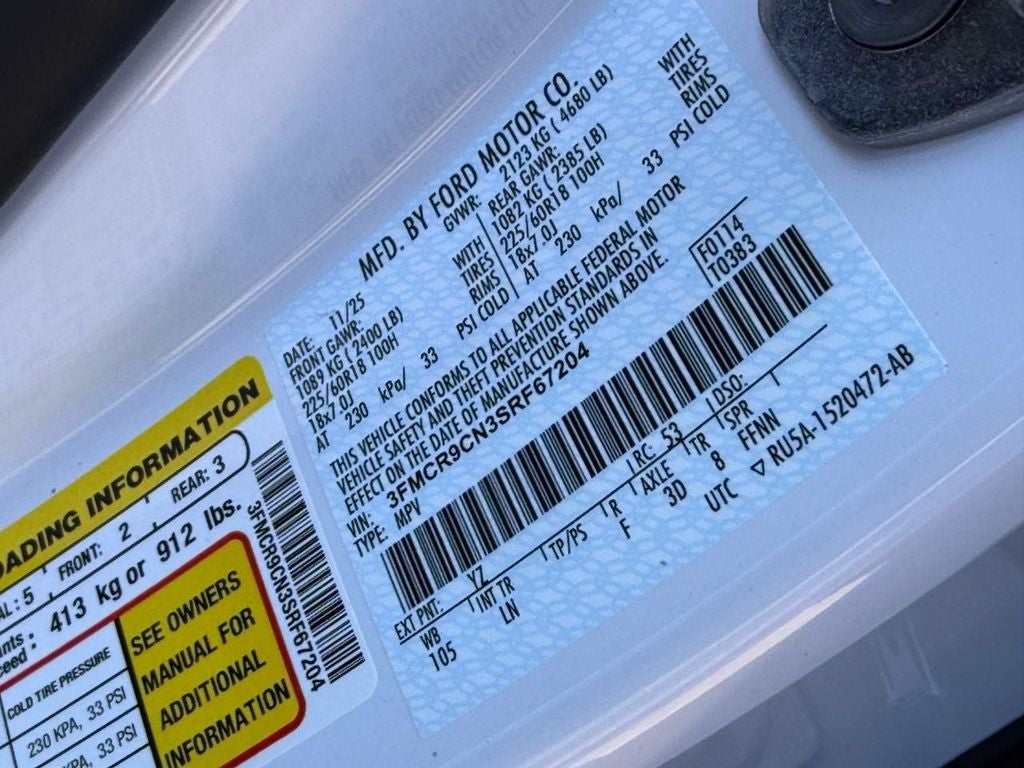 MFD. BY FORD MOTOR CO.
DATE: 11/25 GVWR: 2123 KG ( 4680 LB)
FRONT GAWR: REAR GAWR:
1089 KG ( 2400 LB) WITH 1082 KG ( 2385 LB) WITH
225/60R18 100H TIRES 225/60R18 100H TIRES
18x7.0J RIMS 18x7.0J RIMS
AT 230 kPa/ 33 PSI COLD AT 230 kPa/ 33 PSI COLD
THIS VEHICLE CONFORMS TO ALL APPLICABLE FEDERAL MOTOR
VEHICLE SAFETY AND THEFT PREVENTION STANDARDS IN
EFFECT ON THE DATE OF MANUFACTURE SHOWN ABOVE.
VIN: 3FMCR9CN3SRF67204 F0114
TYPE: MPV T0383
EXT PNT: YZ RC: 53 DSO:
WB INT TR TP/PS R AXLE TR SPR
105 LN F 3D 8 FFNN
UTC ▽ RU5A-1520472-AB
OADING INFORMATION
AL: 5 , FRONT: 2 , REAR: 3
nts
ceed : 413 kg or 912 lbs.
COLD TIRE PRESSURE
230 KPA, 33 PSI
KPA, 33 PSI
SEE OWNERS
MANUAL FOR
ADDITIONAL
INFORMATION
3FMCR9CN3SRF67204